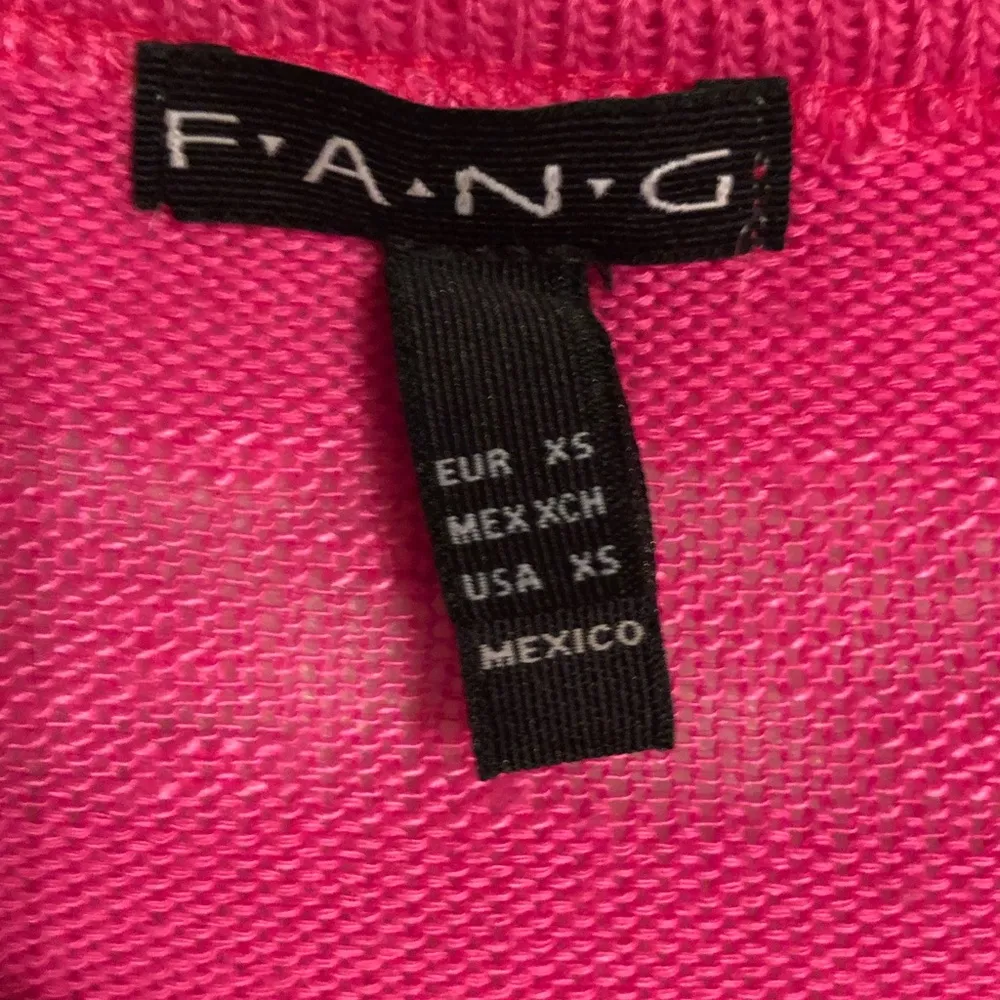 F▾A▴N▾G
EUR XS
MEX XCH
USA XS
MEXICO